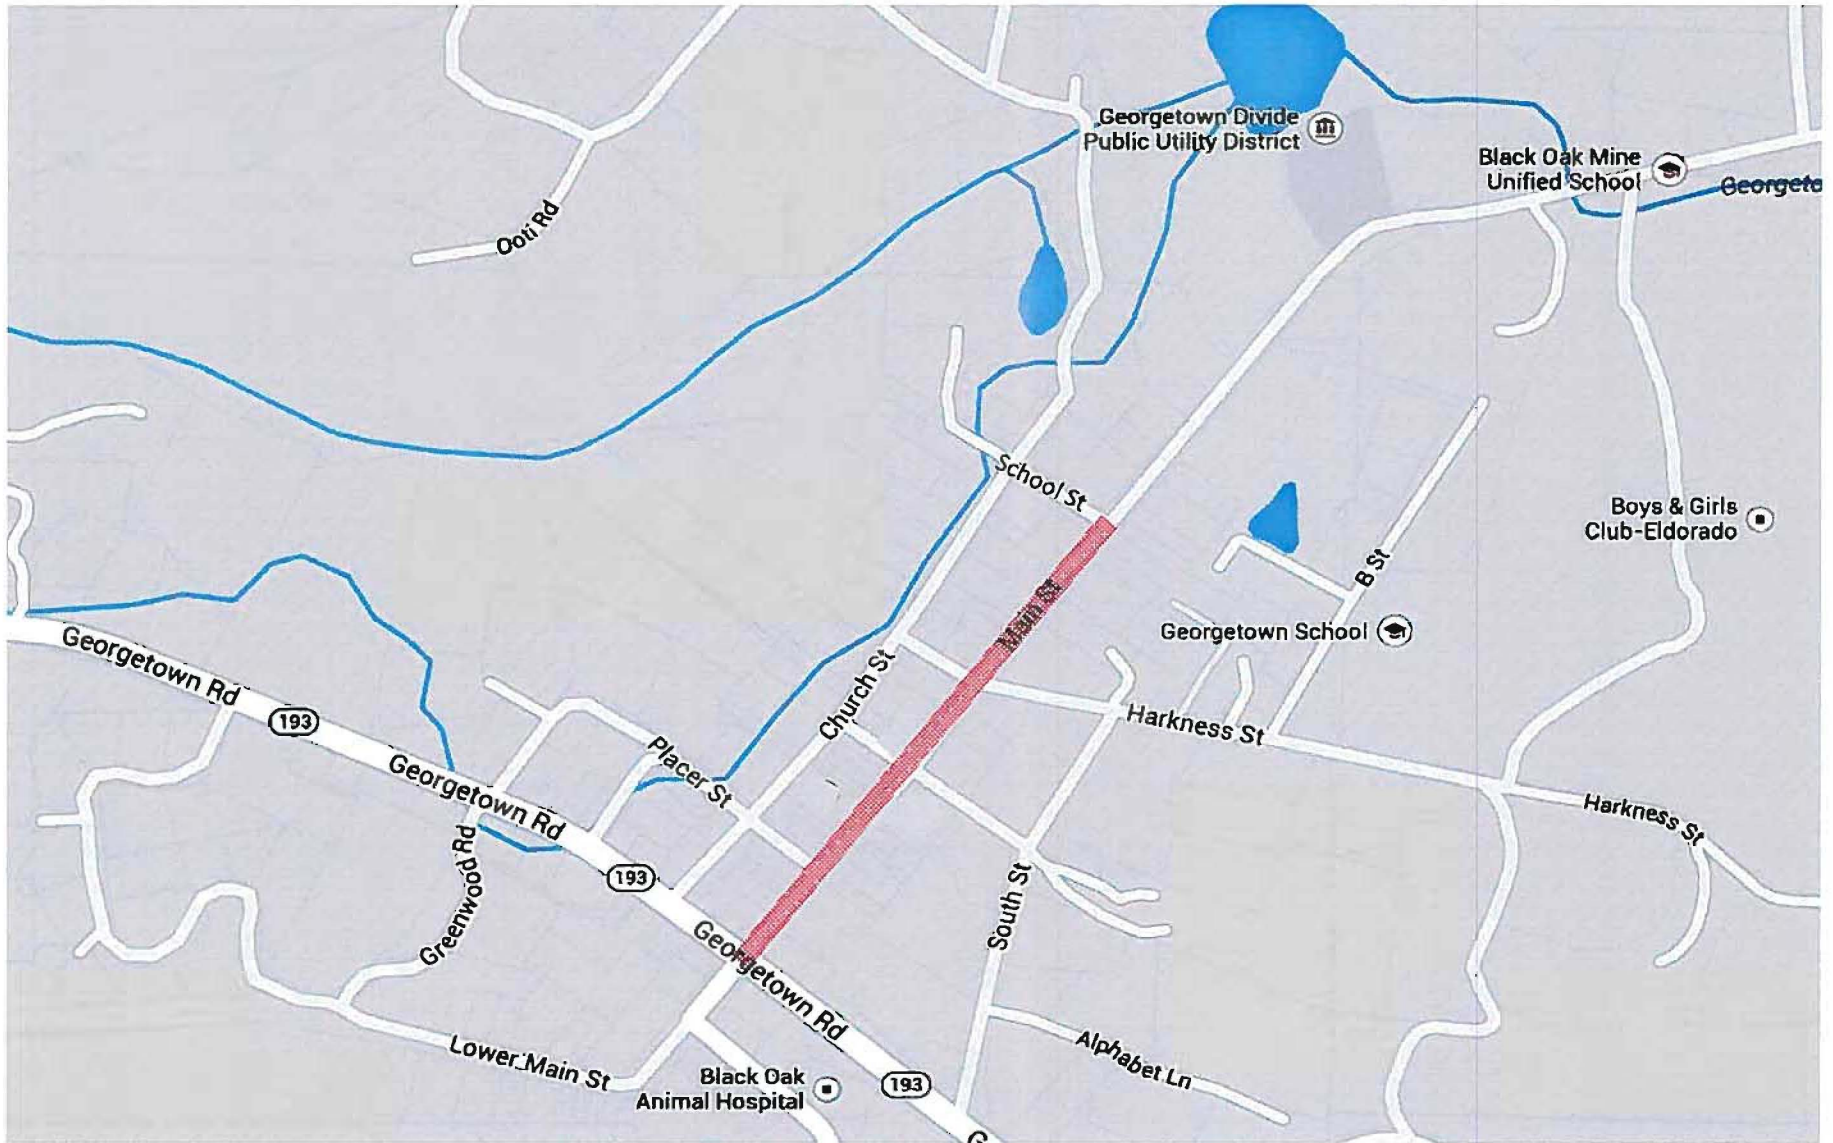 Georgetown Divide
Public Utility District
Black Oak Mine
Unified School
Georgeto
Ooti Rd
School St
Boys & Girls
Club-Eldorado
B St
Main St
Georgetown School
Georgetown Rd
193
Church St
Harkness St
Placer St
Georgetown Rd
Harkness St
Greenwood Rd
193
South St
Georgetown Rd
Lower Main St
Alphabet Ln
Black Oak
Animal Hospital
193
G